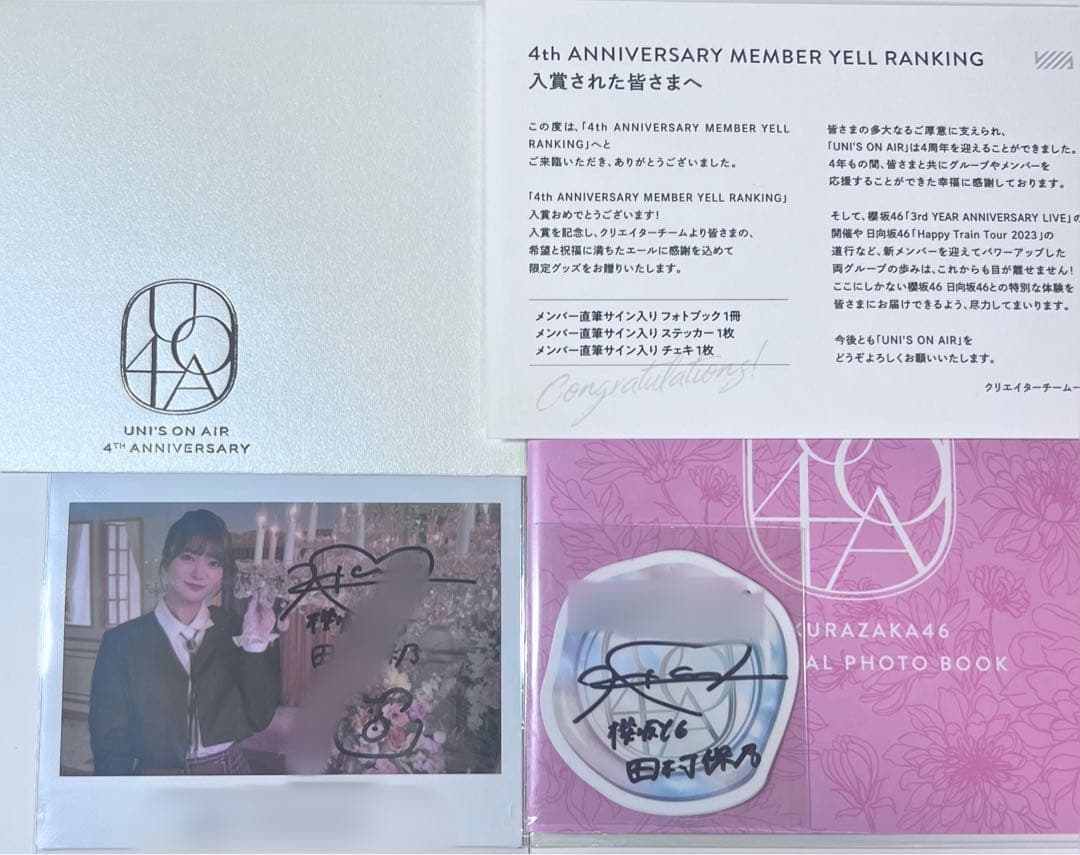 UOA
4
UNI'S ON AIR
4TH ANNIVERSARY
4th ANNIVERSARY MEMBER YELL RANKING
入賞された皆さまへ
この度は、「4th ANNIVERSARY MEMBER YELL
RANKING」へと
ご来臨いただき、ありがとうございました。
「4th ANNIVERSARY MEMBER YELL RANKING」
入賞おめでとうございます!
入賞を記念し、クリエイターチームより皆さまの、
希望と祝福に満ちたエールに感謝を込めて
限定グッズをお贈りいたします。
メンバー直筆サイン入り フォトブック 1冊
メンバー直筆サイン入り ステッカー 1枚
メンバー直筆サイン入り チェキ 1枚
Congratulations!
皆さまの多大なるご厚意に支えられ、
「UNI'S ON AIR」は4周年を迎えることができました。
4年もの間、皆さまと共にグループやメンバーを
応援することができた幸福に感謝しております。
そして、櫻坂46「3rd YEAR ANNIVERSARY LIVE」の
開催や 日向坂46「Happy Train Tour 2023」の
道行など、新メンバーを迎えてパワーアップした
両グループの歩みは、これからも目が離せません!
ここにしかない櫻坂46 日向坂46との特別な体験を
皆さまにお届けできるよう、尽力してまいります。
今後とも「UNI'S ON AIR」を
どうぞよろしくお願いいたします。
クリエイターチーム一
櫻
田 乃
櫻坂46
田村保乃
UOA
4
KURAZAKA46
AL PHOTO BOOK